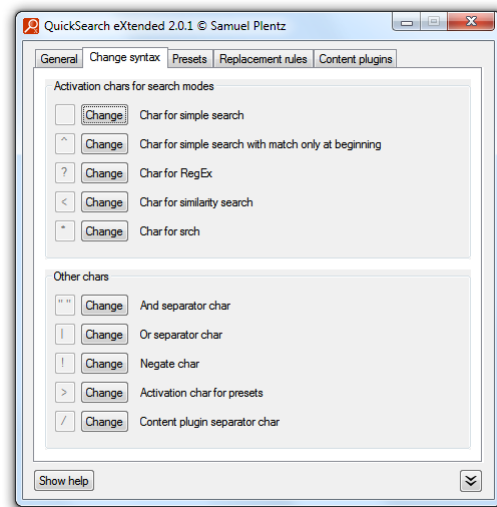 QuickSearch eXtended 2.0.1 © Samuel Plentz
General Change syntax Presets Replacement rules Content plugins
Activation chars for search modes
Change Char for simple search
^ Change Char for simple search with match only at beginning
? Change Char for RegEx
< Change Char for similarity search
* Change Char for srch
Other chars
" " Change And separator char
| Change Or separator char
! Change Negate char
> Change Activation char for presets
/ Change Content plugin separator char
Show help